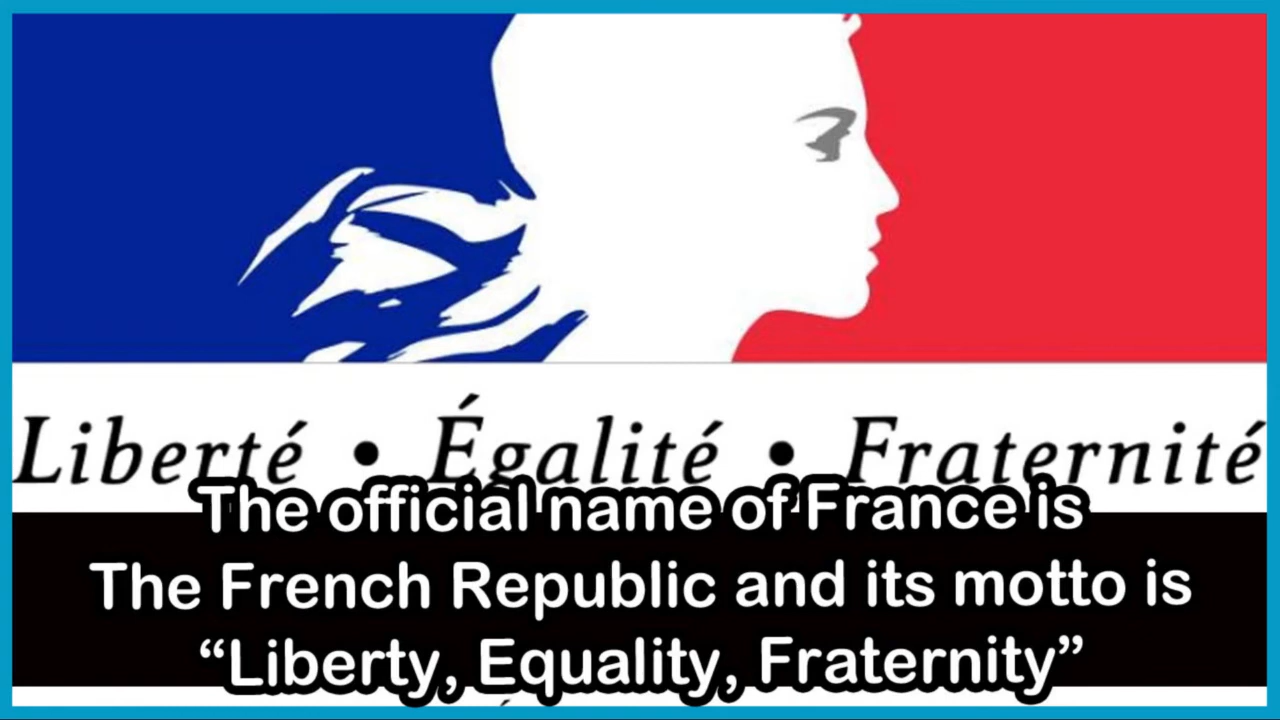 Liberté • Égalité • Fraternité
The official name of France is
The French Republic and its motto is
“Liberty, Equality, Fraternity”